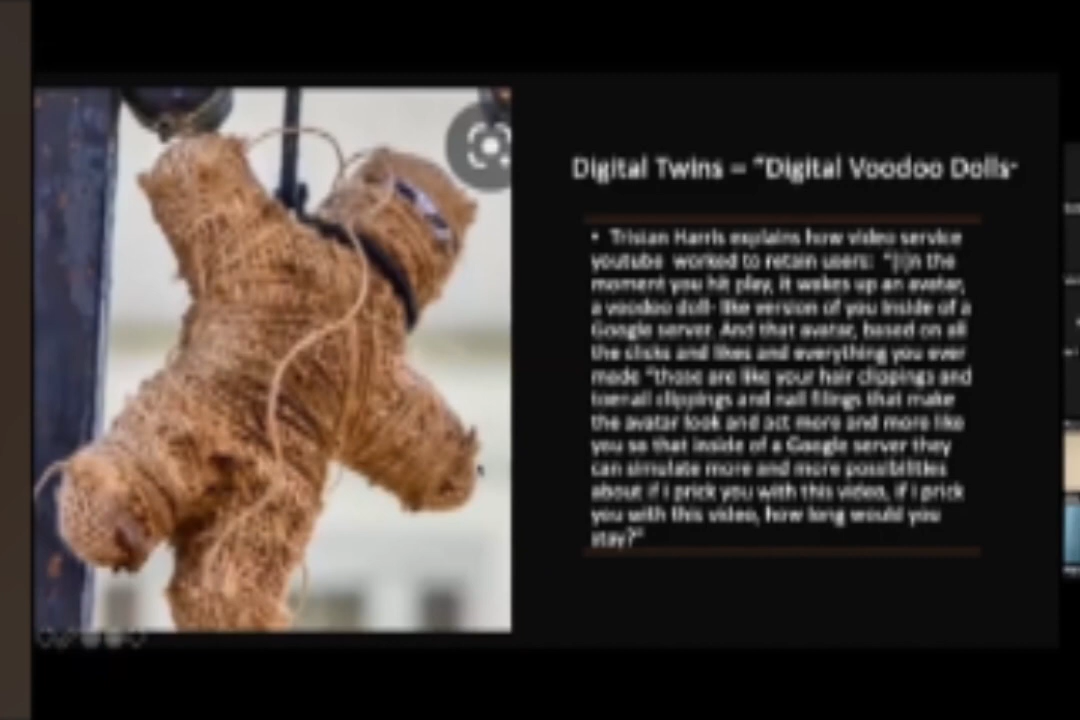 Digital Twins = "Digital Voodoo Dolls"
• Tristan Harris explains how video service
youtube worked to retain users: "[I]n the
moment you hit play, it wakes up an avatar,
a voodoo doll- like version of you inside of a
Google server. And that avatar, based on all
the clicks and likes and everything you ever
made "those are like your hair clippings and
toenail clippings and nail filings that make
the avatar look and act more and more like
you so that inside of a Google server they
can simulate more and more possibilities
about if I prick you with this video, if I prick
you with this video, how long would you
stay?"